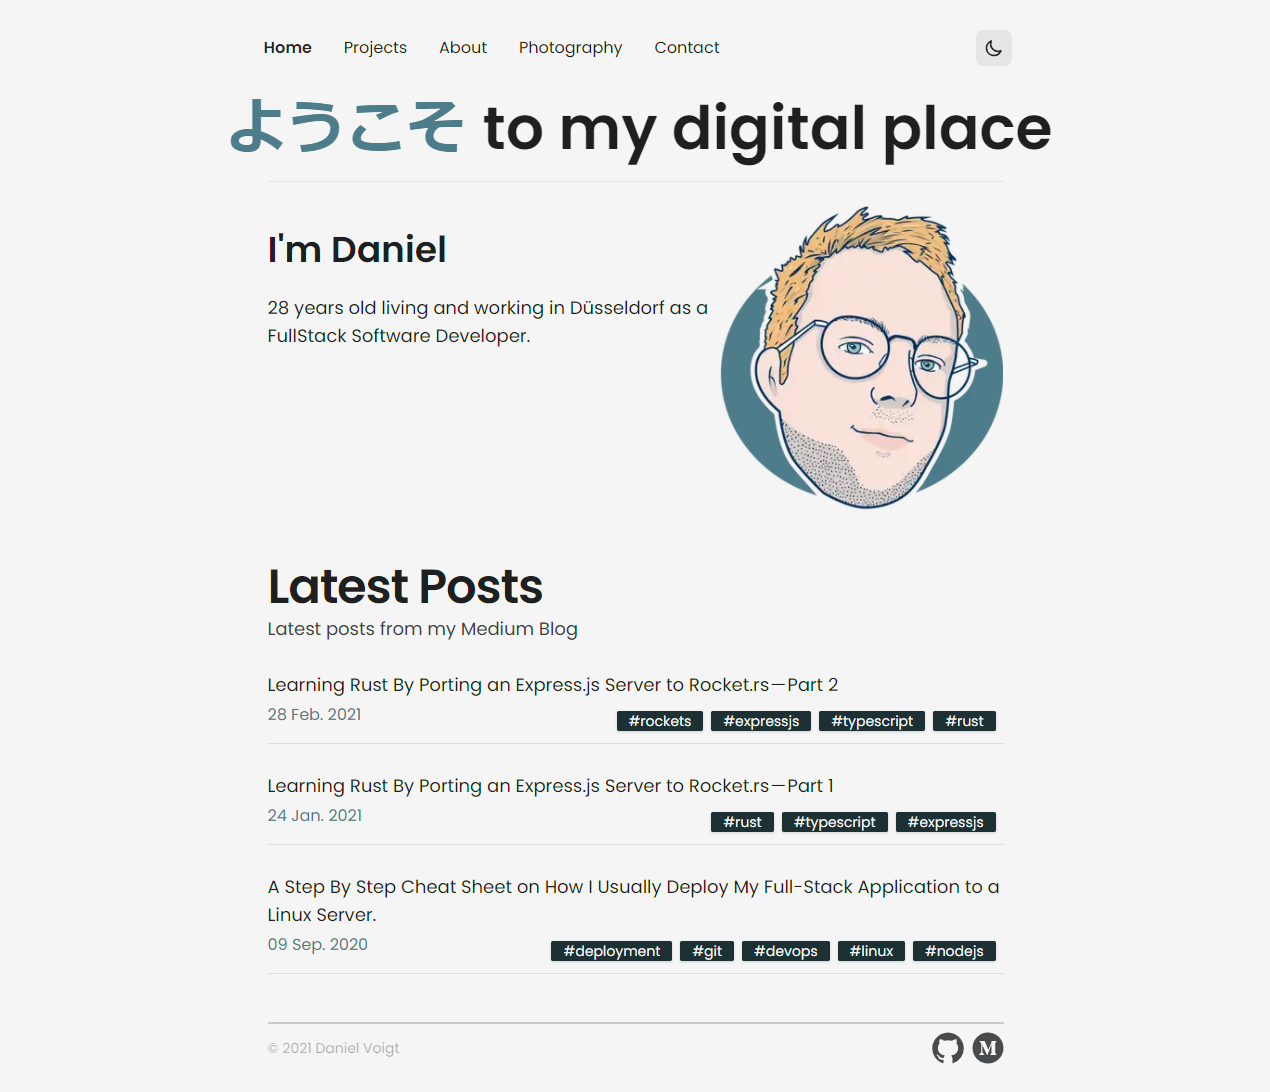 Home Projects About Photography Contact
ようこそ to my digital place
I'm Daniel
28 years old living and working in Düsseldorf as a
FullStack Software Developer.
Latest Posts
Latest posts from my Medium Blog
Learning Rust By Porting an Express.js Server to Rocket.rs — Part 2
28 Feb. 2021
#rockets #expressjs #typescript #rust
Learning Rust By Porting an Express.js Server to Rocket.rs — Part 1
24 Jan. 2021
#rust #typescript #expressjs
A Step By Step Cheat Sheet on How I Usually Deploy My Full-Stack Application to a
Linux Server.
09 Sep. 2020
#deployment #git #devops #linux #nodejs
© 2021 Daniel Voigt
M